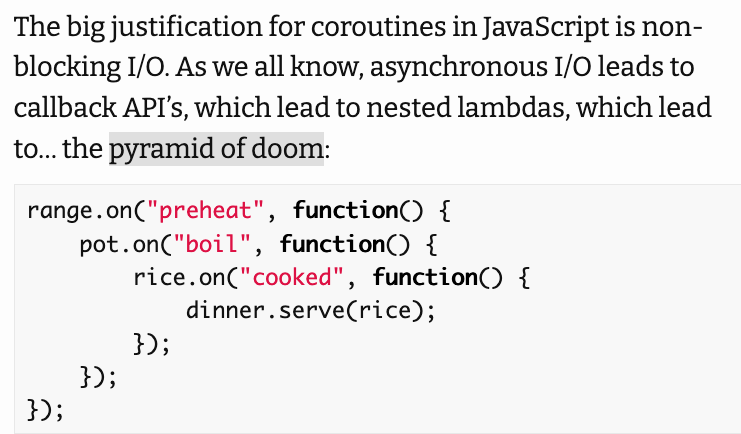 The big justification for coroutines in JavaScript is non-
blocking I/O. As we all know, asynchronous I/O leads to
callback API’s, which lead to nested lambdas, which lead
to… the pyramid of doom:
range.on("preheat", function() {
    pot.on("boil", function() {
        rice.on("cooked", function() {
            dinner.serve(rice);
        });
    });
});